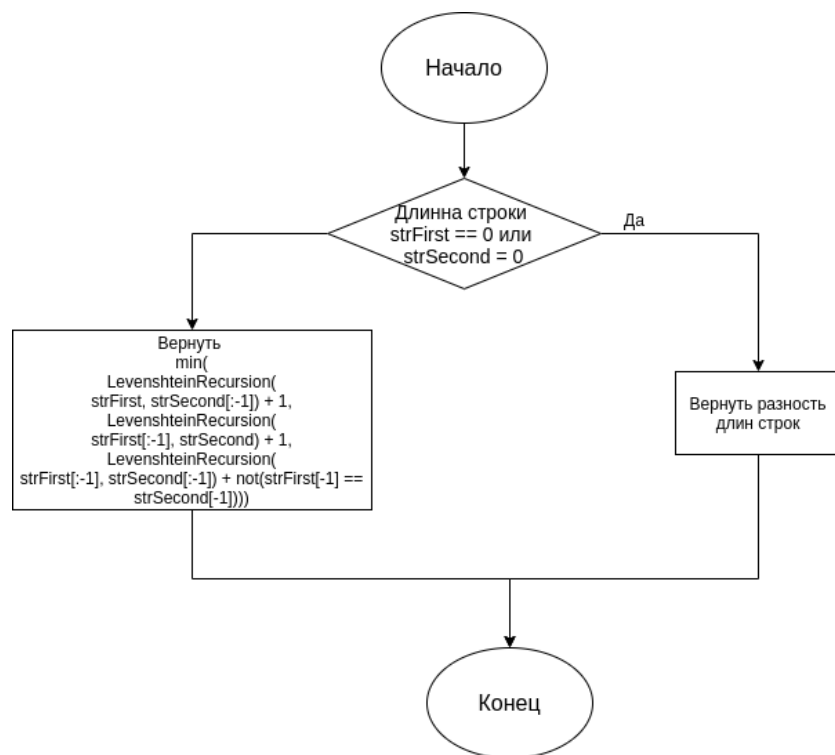 Начало
Длинна строки
strFirst == 0 или
strSecond = 0
Да
Вернуть
min(
LevenshteinRecursion(
strFirst, strSecond[:-1]) + 1,
LevenshteinRecursion(
strFirst[:-1], strSecond) + 1,
LevenshteinRecursion(
strFirst[:-1], strSecond[:-1]) + not(strFirst[-1] ==
strSecond[-1])))
Вернуть разность
длин строк
Конец